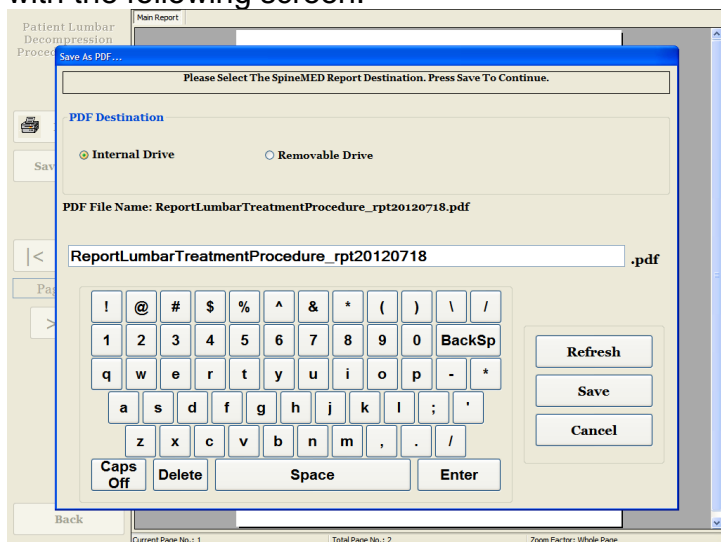 with the following screen.
Patient Lumbar
Decompression
Main Report
Save As PDF...
Please Select The SpineMED Report Destination. Press Save To Continue.
PDF Destination
Internal Drive
Removable Drive
PDF File Name: ReportLumbarTreatmentProcedure_rpt20120718.pdf
ReportLumbarTreatmentProcedure_rpt20120718
.pdf
|<
>
! @ # $ % ^ & * ( ) \ /
1 2 3 4 5 6 7 8 9 0 BackSp
q w e r t y u i o p - *
a s d f g h j k l ; '
z x c v b n m , . /
Caps Off Delete Space Enter
Refresh
Save
Cancel
Back
Current Page No.: 1 Total Page No.: 2 Zoom Factor: Whole Page